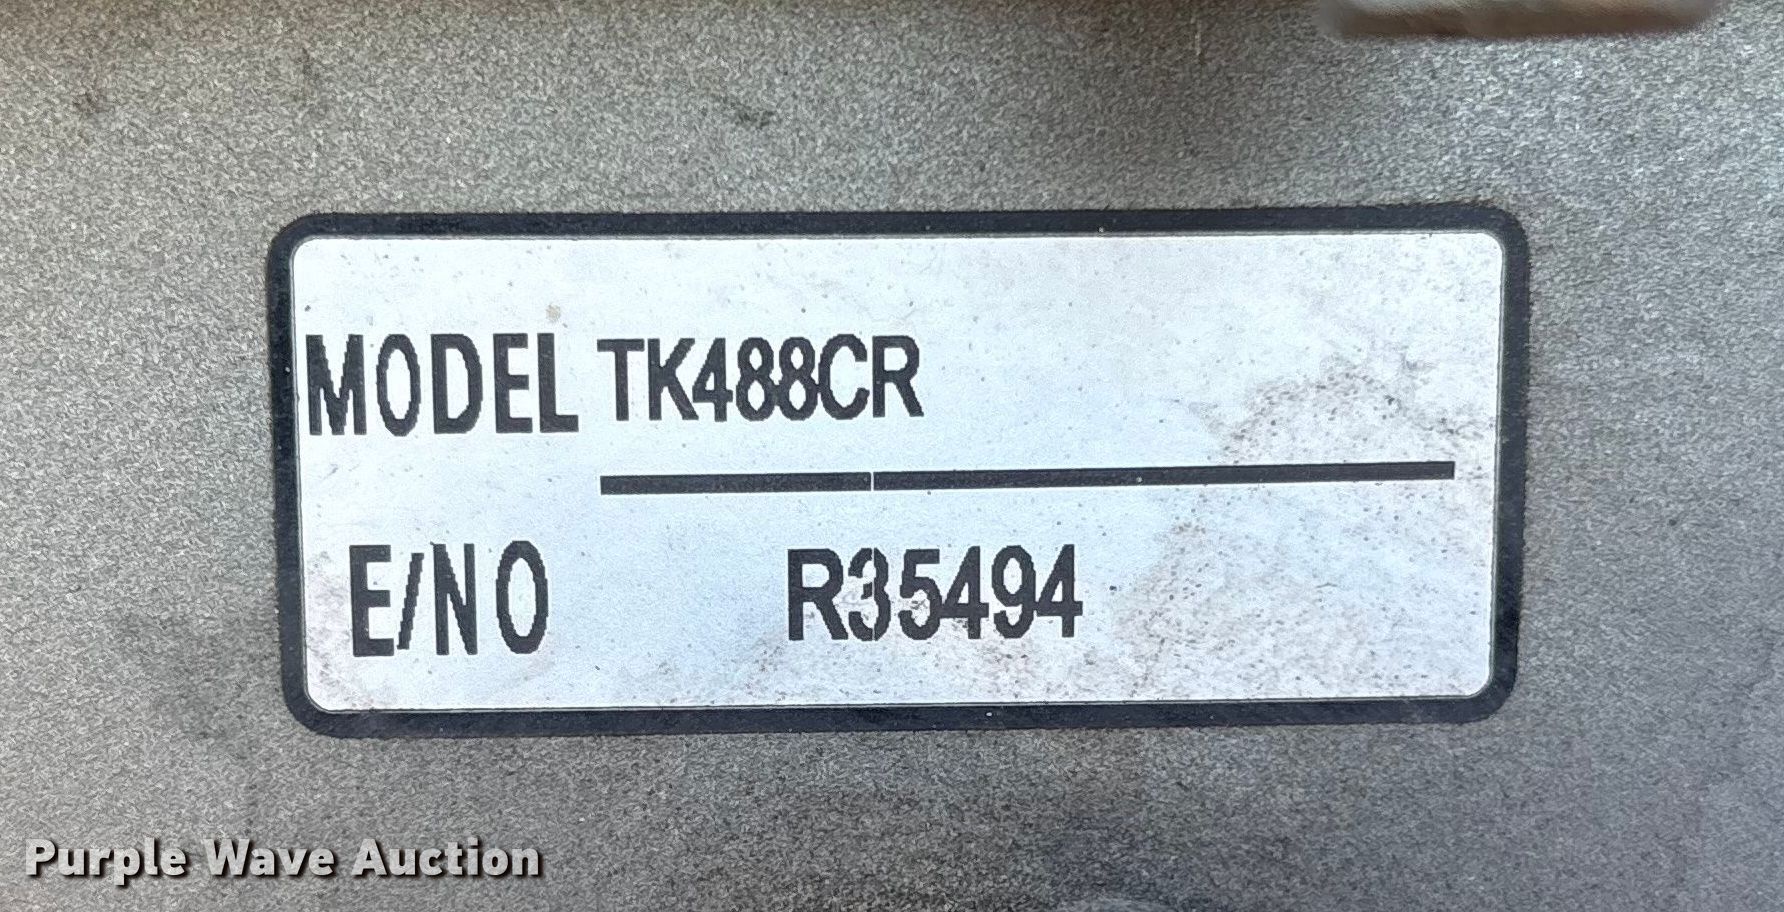 MODEL TK488CR
E/NO R35494
Purple Wave Auction